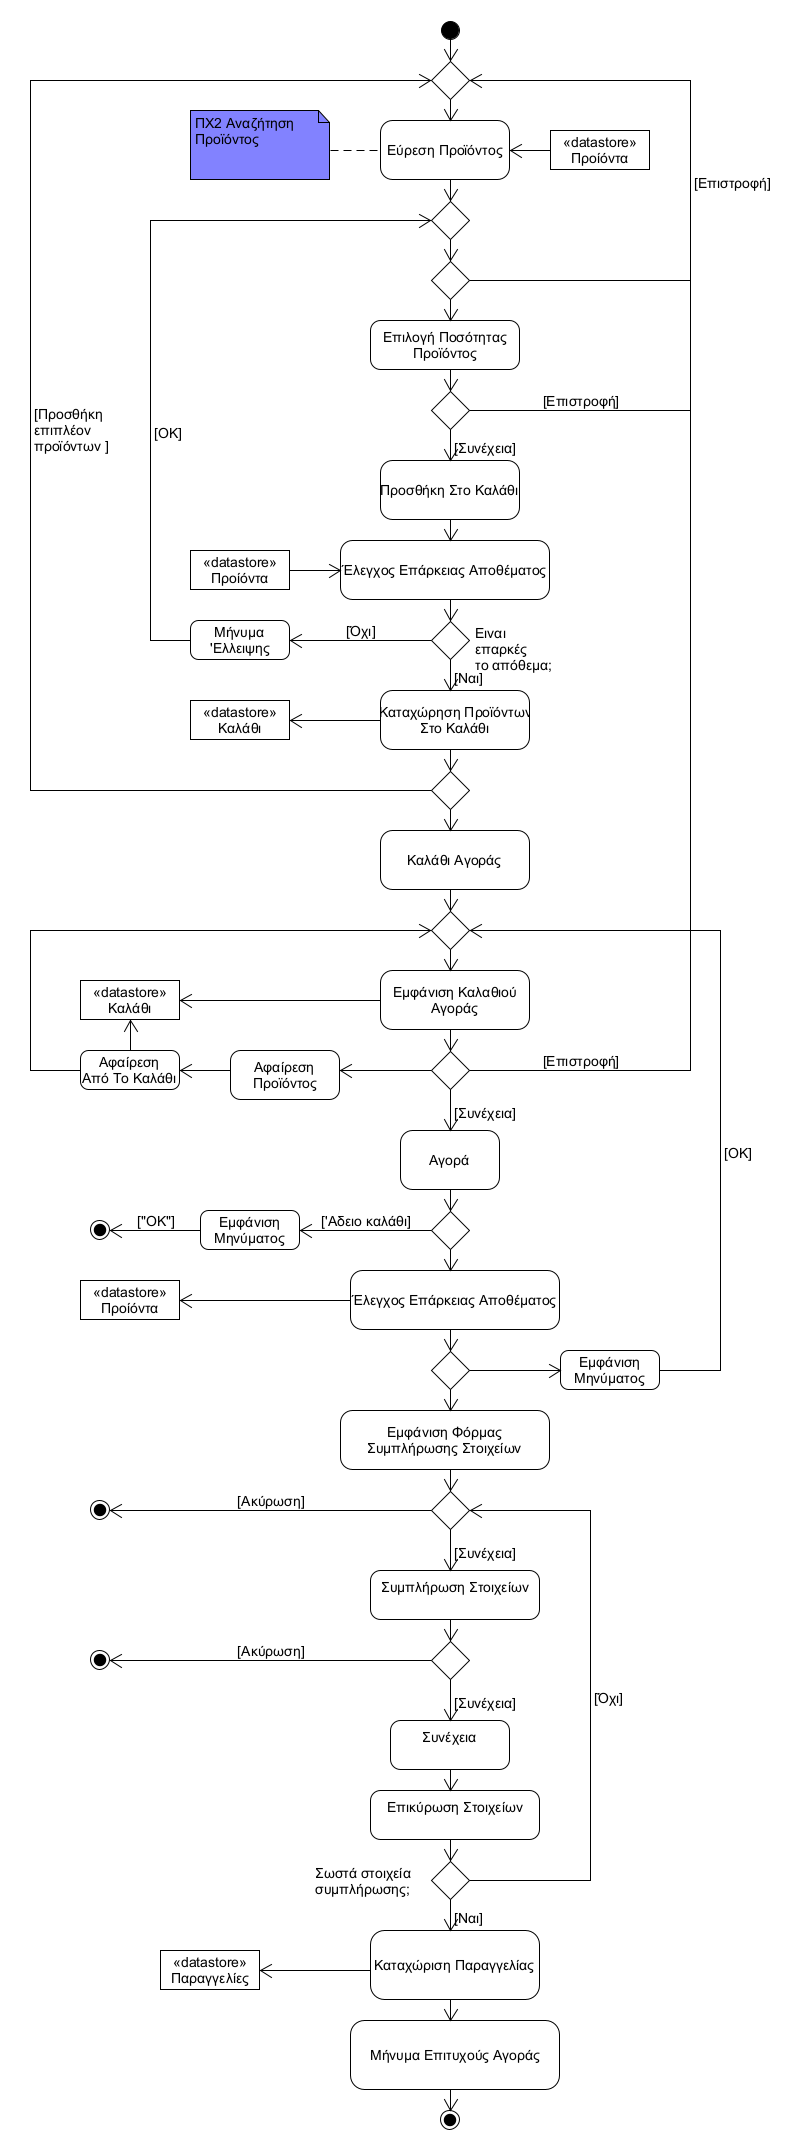 ΠΧ2 Αναζήτηση
Προϊόντος
Εύρεση Προϊόντος
«datastore»
Προίόντα
[Επιστροφή]
Επιλογή Ποσότητας
Προϊόντος
[Προσθήκη
επιπλέον
προϊόντων ]
[OK]
[Επιστροφή]
[Συνέχεια]
Προσθήκη Στο Καλάθι
«datastore»
Προίόντα
Έλεγχος Επάρκειας Αποθέματος
Μήνυμα
'Ελλειψης
[Όχι]
Ειναι
επαρκές
το απόθεμα;
[Ναι]
«datastore»
Καλάθι
Καταχώρηση Προϊόντων
Στο Καλάθι
Καλάθι Αγοράς
«datastore»
Καλάθι
Εμφάνιση Καλαθιού
Αγοράς
Αφαίρεση
Από Το Καλάθι
Αφαίρεση
Προϊόντος
[Επιστροφή]
[Συνέχεια]
Αγορά
[OK]
["OK"]
Εμφάνιση
Μηνύματος
['Αδειο καλάθι]
«datastore»
Προίόντα
Έλεγχος Επάρκειας Αποθέματος
Εμφάνιση
Μηνύματος
Εμφάνιση Φόρμας
Συμπλήρωσης Στοιχείων
[Ακύρωση]
[Συνέχεια]
Συμπλήρωση Στοιχείων
[Ακύρωση]
[Συνέχεια]
[Όχι]
Συνέχεια
Επικύρωση Στοιχείων
Σωστά στοιχεία
συμπλήρωσης;
[Ναι]
«datastore»
Παραγγελίες
Καταχώριση Παραγγελίας
Μήνυμα Επιτυχούς Αγοράς